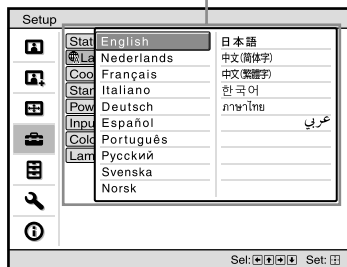 Setup
Stat
La
Coo
Star
Pow
Inpu
Colo
Lam
English
Nederlands
Français
Italiano
Deutsch
Español
Português
Русский
Svenska
Norsk
日本語
中文(简体字)
中文(繁體字)
한국어
ภาษาไทย
عربي
Sel: Set: